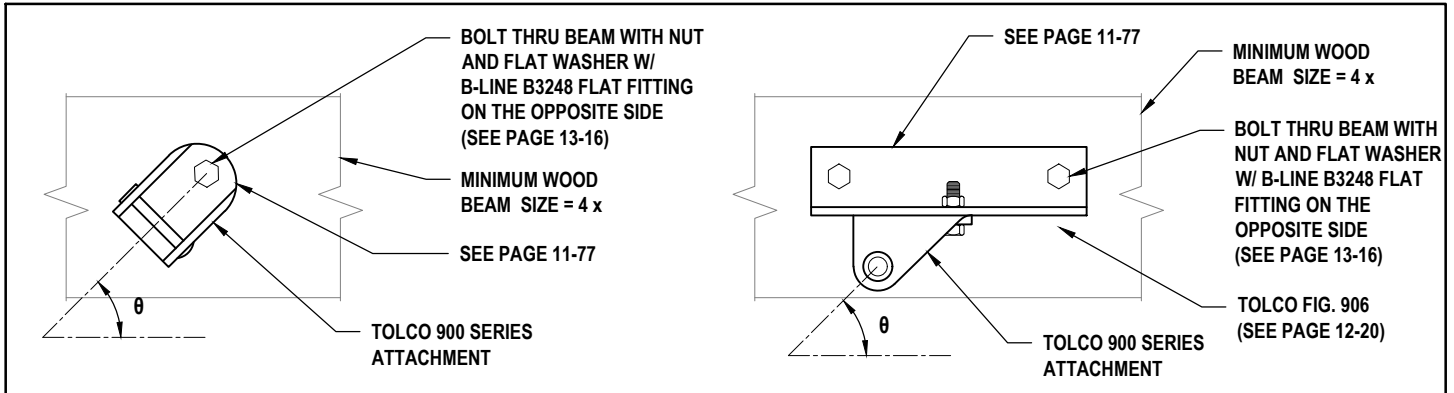 BOLT THRU BEAM WITH NUT
AND FLAT WASHER W/
B-LINE B3248 FLAT FITTING
ON THE OPPOSITE SIDE
(SEE PAGE 13-16)
MINIMUM WOOD
BEAM SIZE = 4 x
SEE PAGE 11-77
TOLCO 900 SERIES
ATTACHMENT
θ
SEE PAGE 11-77
MINIMUM WOOD
BEAM SIZE = 4 x
BOLT THRU BEAM WITH
NUT AND FLAT WASHER
W/ B-LINE B3248 FLAT
FITTING ON THE
OPPOSITE SIDE
(SEE PAGE 13-16)
TOLCO FIG. 906
(SEE PAGE 12-20)
TOLCO 900 SERIES
ATTACHMENT
θ